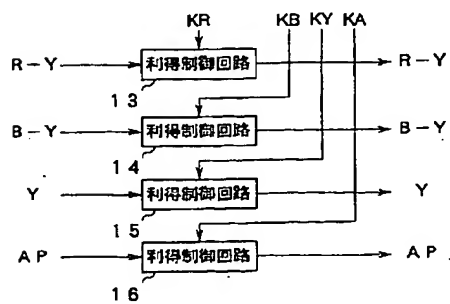 KR KB KY KA
R-Y 利得制御回路 R-Y
13
B-Y 利得制御回路 B-Y
14
Y 利得制御回路 Y
15
AP 利得制御回路 AP
16